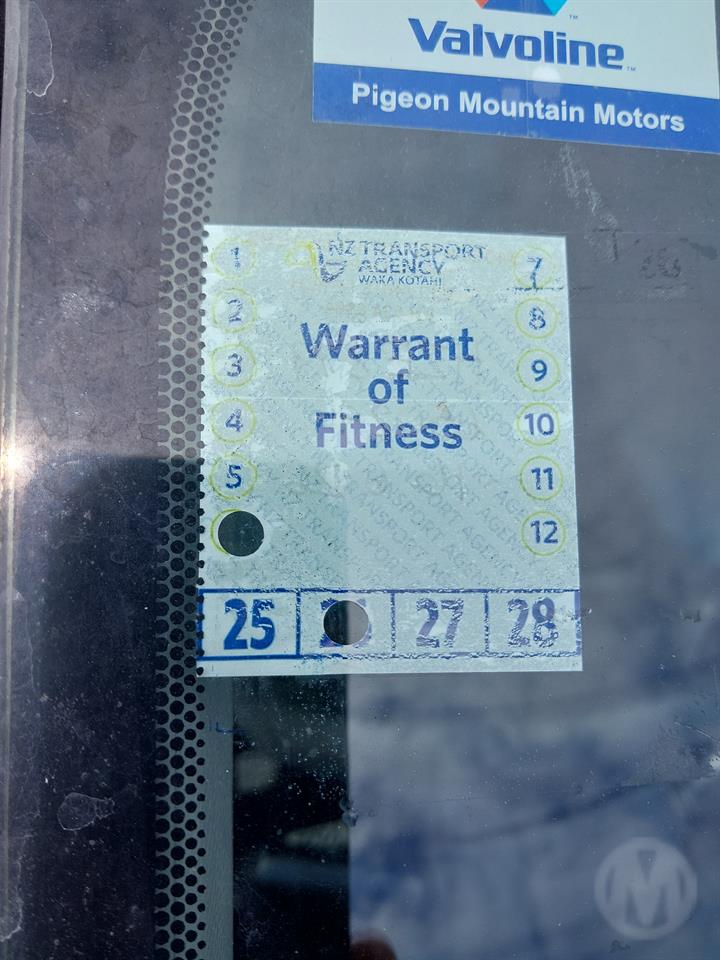 Valvoline™
Pigeon Mountain Motors
NZ TRANSPORT
AGENCY
WAKA KOTAHI
1
7
2
8
Warrant
of
Fitness
3
9
4
10
5
11
12
25
27
28
M